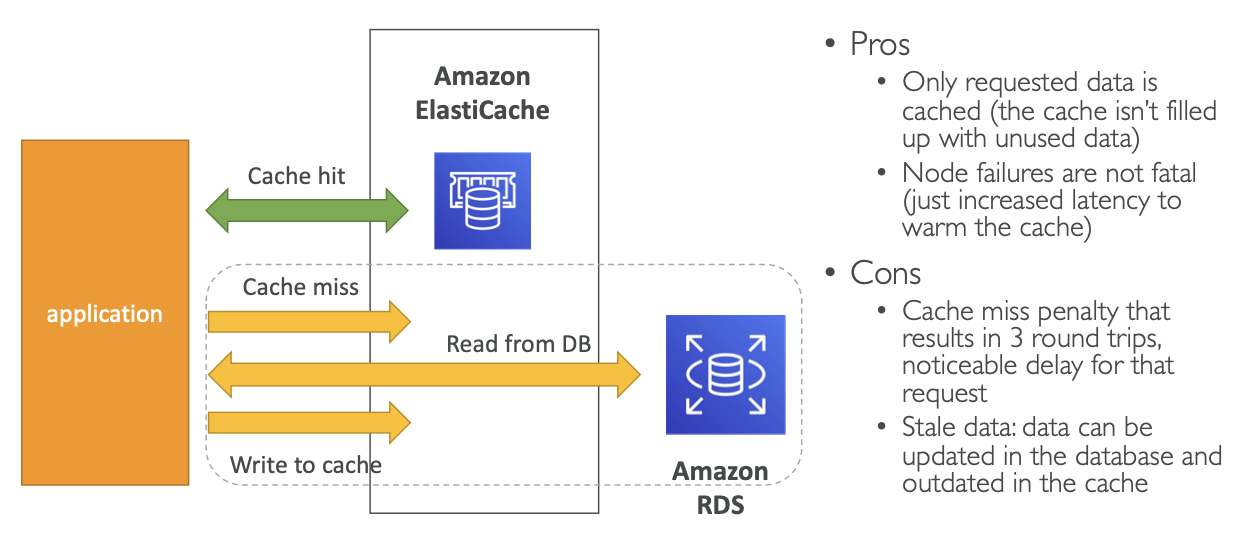 Amazon
ElastiCache
Cache hit
application
Cache miss
Read from DB
Write to cache
Amazon
RDS
• Pros
• Only requested data is
cached (the cache isn’t filled
up with unused data)
• Node failures are not fatal
(just increased latency to
warm the cache)
• Cons
• Cache miss penalty that
results in 3 round trips,
noticeable delay for that
request
• Stale data: data can be
updated in the database and
outdated in the cache